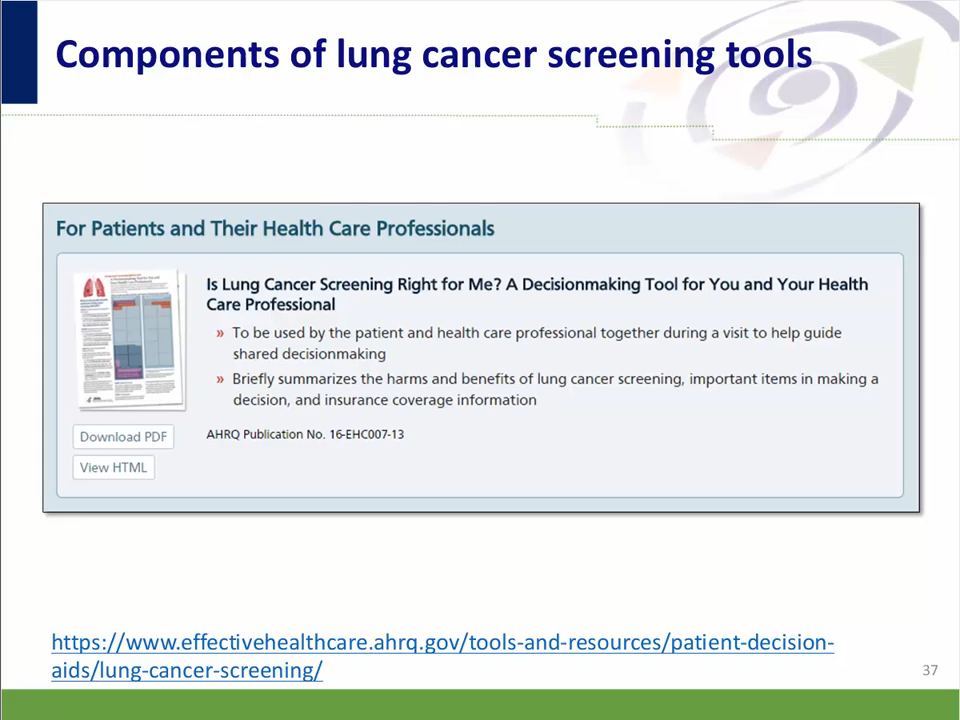 Components of lung cancer screening tools
For Patients and Their Health Care Professionals
Is Lung Cancer Screening Right for Me? A Decisionmaking Tool for You and Your Health
Care Professional
» To be used by the patient and health care professional together during a visit to help guide
shared decisionmaking
» Briefly summarizes the harms and benefits of lung cancer screening, important items in making a
decision, and insurance coverage information
Download PDF
AHRQ Publication No. 16-EHC007-13
View HTML
https://www.effectivehealthcare.ahrq.gov/tools-and-resources/patient-decision-
aids/lung-cancer-screening/
37